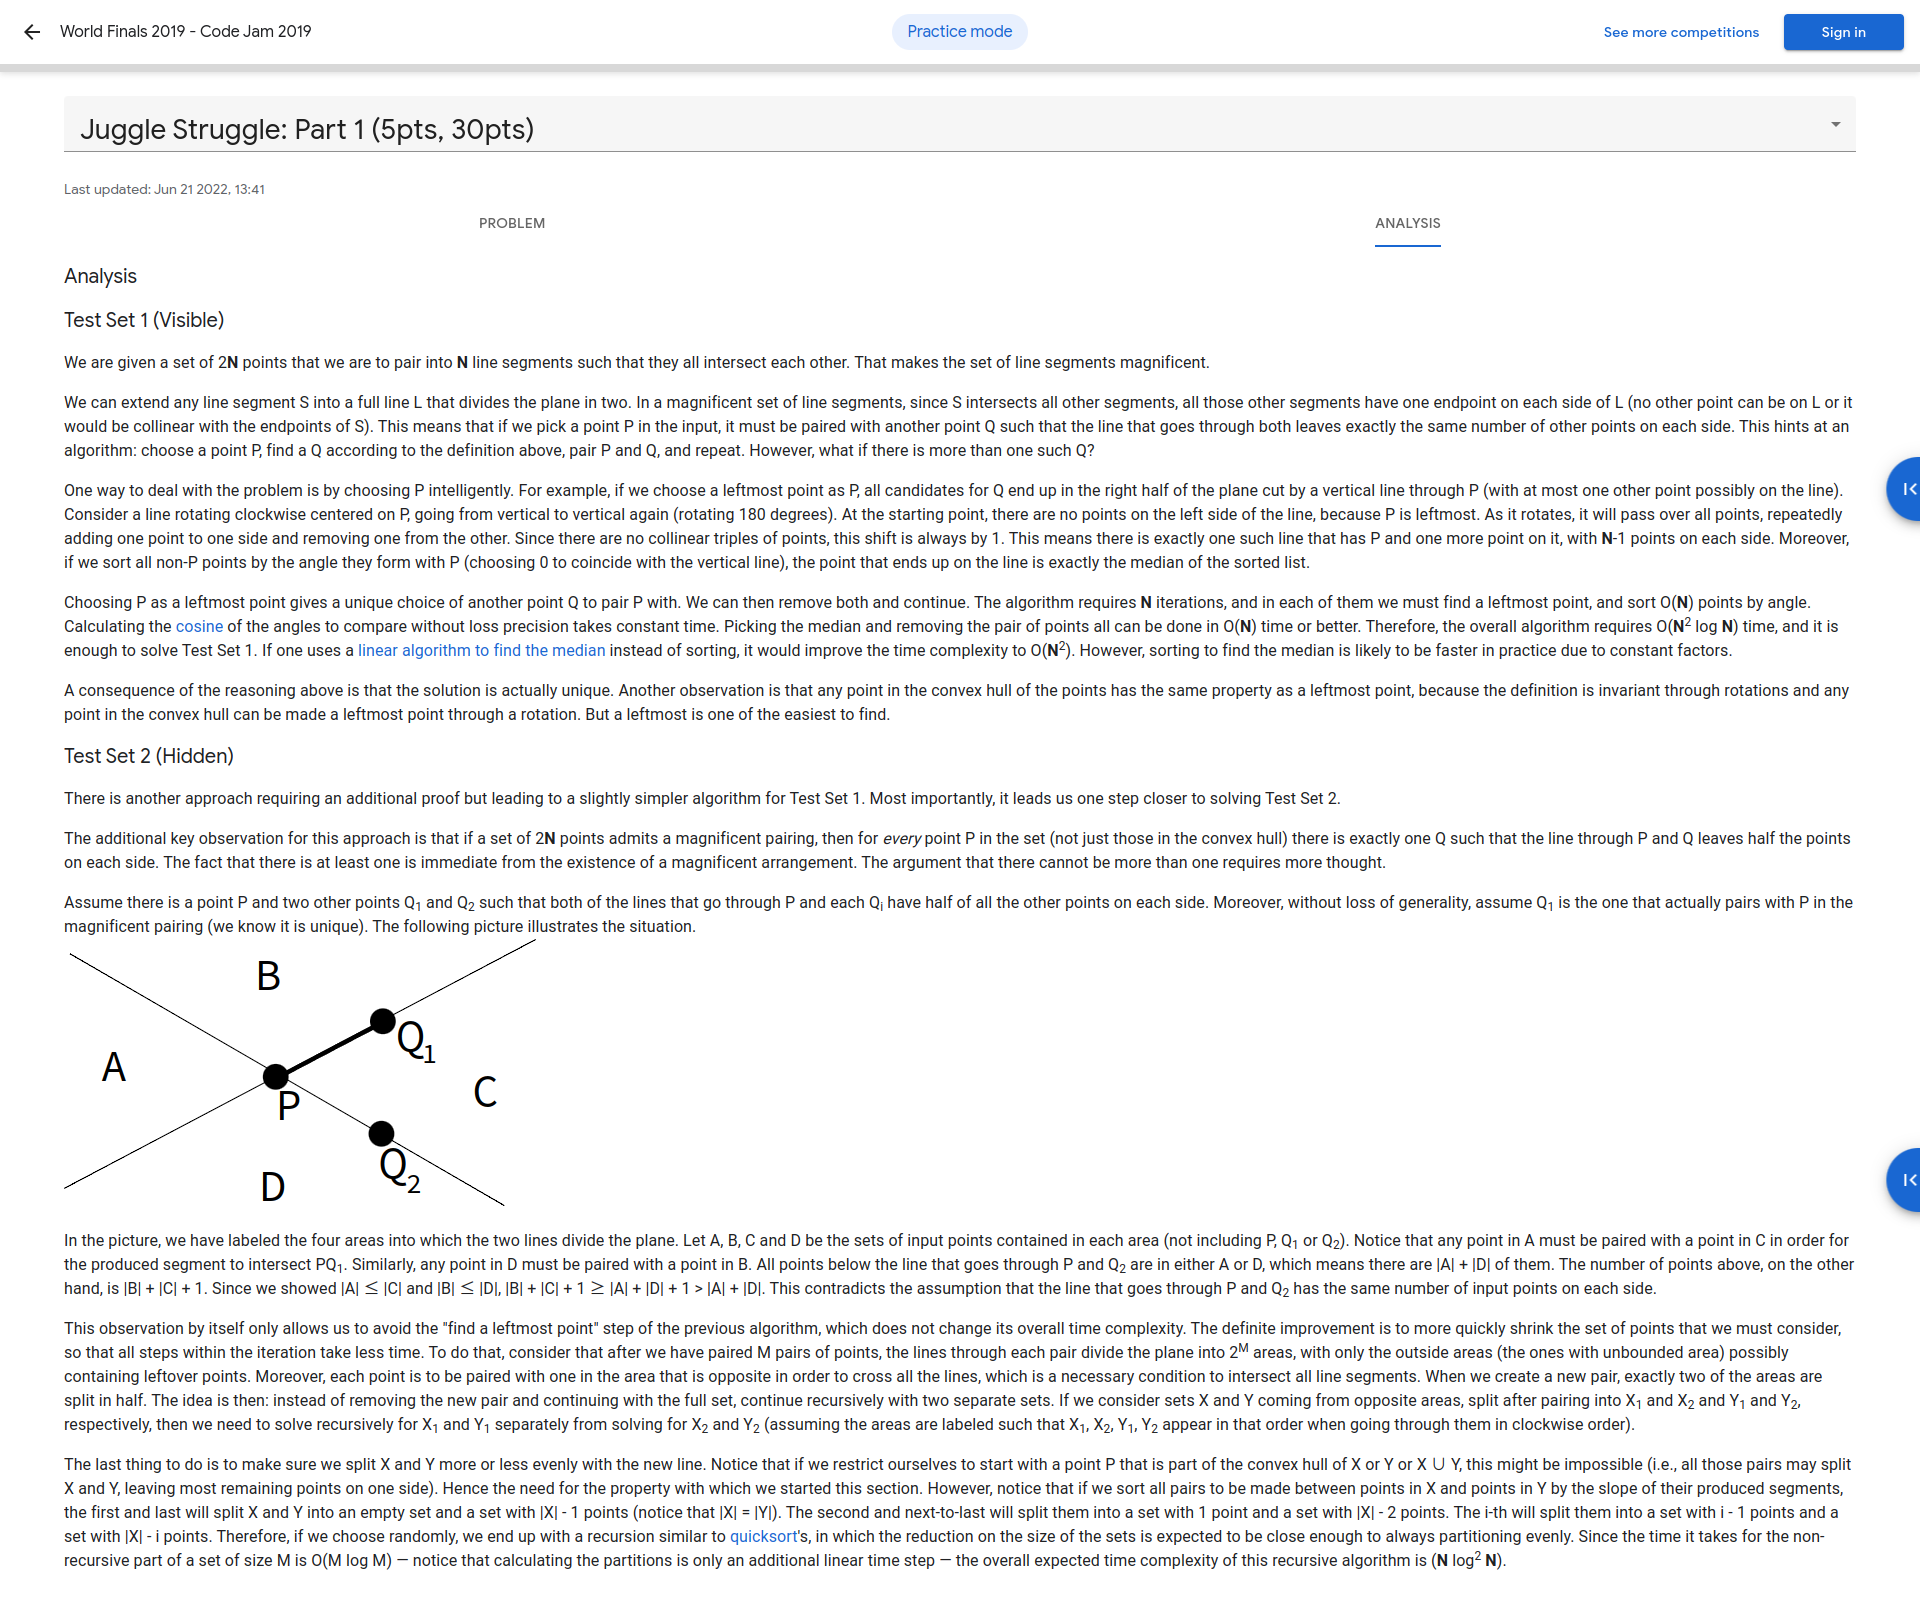 World Finals 2019 - Code Jam 2019
Practice mode
See more competitions
Sign in
Juggle Struggle: Part 1 (5pts, 30pts)
Last updated: Jun 21 2022, 13:41
PROBLEM
ANALYSIS
Analysis
Test Set 1 (Visible)
We are given a set of 2N points that we are to pair into N line segments such that they all intersect each other. That makes the set of line segments magnificent.
We can extend any line segment S into a full line L that divides the plane in two. In a magnificent set of line segments, since S intersects all other segments, all those other segments have one endpoint on each side of L (no other point can be on L or it
would be collinear with the endpoints of S). This means that if we pick a point P in the input, it must be paired with another point Q such that the line that goes through both leaves exactly the same number of other points on each side. This hints at an
algorithm: choose a point P, find a Q according to the definition above, pair P and Q, and repeat. However, what if there is more than one such Q?
One way to deal with the problem is by choosing P intelligently. For example, if we choose a leftmost point as P, all candidates for Q end up in the right half of the plane cut by a vertical line through P (with at most one other point possibly on the line).
Consider a line rotating clockwise centered on P, going from vertical to vertical again (rotating 180 degrees). At the starting point, there are no points on the left side of the line, because P is leftmost. As it rotates, it will pass over all points, repeatedly
adding one point to one side and removing one from the other. Since there are no collinear triples of points, this shift is always by 1. This means there is exactly one such line that has P and one more point on it, with N-1 points on each side. Moreover,
if we sort all non-P points by the angle they form with P (choosing 0 to coincide with the vertical line), the point that ends up on the line is exactly the median of the sorted list.
Choosing P as a leftmost point gives a unique choice of another point Q to pair P with. We can then remove both and continue. The algorithm requires N iterations, and in each of them we must find a leftmost point, and sort O(N) points by angle.
Calculating the cosine of the angles to compare without loss precision takes constant time. Picking the median and removing the pair of points all can be done in O(N) time or better. Therefore, the overall algorithm requires O(N² log N) time, and it is
enough to solve Test Set 1. If one uses a linear algorithm to find the median instead of sorting, it would improve the time complexity to O(N²). However, sorting to find the median is likely to be faster in practice due to constant factors.
A consequence of the reasoning above is that the solution is actually unique. Another observation is that any point in the convex hull of the points has the same property as a leftmost point, because the definition is invariant through rotations and any
point in the convex hull can be made a leftmost point through a rotation. But a leftmost is one of the easiest to find.
Test Set 2 (Hidden)
There is another approach requiring an additional proof but leading to a slightly simpler algorithm for Test Set 1. Most importantly, it leads us one step closer to solving Test Set 2.
The additional key observation for this approach is that if a set of 2N points admits a magnificent pairing, then for every point P in the set (not just those in the convex hull) there is exactly one Q such that the line through P and Q leaves half the points
on each side. The fact that there is at least one is immediate from the existence of a magnificent arrangement. The argument that there cannot be more than one requires more thought.
Assume there is a point P and two other points Q₁ and Q₂ such that both of the lines that go through P and each Qᵢ have half of all the other points on each side. Moreover, without loss of generality, assume Q₁ is the one that actually pairs with P in the
magnificent pairing (we know it is unique). The following picture illustrates the situation.
B
Q₁
A
C
P
Q₂
D
In the picture, we have labeled the four areas into which the two lines divide the plane. Let A, B, C and D be the sets of input points contained in each area (not including P, Q₁ or Q₂). Notice that any point in A must be paired with a point in C in order for
the produced segment to intersect PQ₁. Similarly, any point in D must be paired with a point in B. All points below the line that goes through P and Q₂ are in either A or D, which means there are |A| + |D| of them. The number of points above, on the other
hand, is |B| + |C| + 1. Since we showed |A| ≤ |C| and |B| ≤ |D|, |B| + |C| + 1 ≥ |A| + |D| + 1 > |A| + |D|. This contradicts the assumption that the line that goes through P and Q₂ has the same number of input points on each side.
This observation by itself only allows us to avoid the "find a leftmost point" step of the previous algorithm, which does not change its overall time complexity. The definite improvement is to more quickly shrink the set of points that we must consider,
so that all steps within the iteration take less time. To do that, consider that after we have paired M pairs of points, the lines through each pair divide the plane into 2ᴹ areas, with only the outside areas (the ones with unbounded area) possibly
containing leftover points. Moreover, each point is to be paired with one in the area that is opposite in order to cross all the lines, which is a necessary condition to intersect all line segments. When we create a new pair, exactly two of the areas are
split in half. The idea is then: instead of removing the new pair and continuing with the full set, continue recursively with two separate sets. If we consider sets X and Y coming from opposite areas, split after pairing into X₁ and X₂ and Y₁ and Y₂,
respectively, then we need to solve recursively for X₁ and Y₁ separately from solving for X₂ and Y₂ (assuming the areas are labeled such that X₁, X₂, Y₁, Y₂ appear in that order when going through them in clockwise order).
The last thing to do is to make sure we split X and Y more or less evenly with the new line. Notice that if we restrict ourselves to start with a point P that is part of the convex hull of X or Y or X ∪ Y, this might be impossible (i.e., all those pairs may split
X and Y, leaving most remaining points on one side). Hence the need for the property with which we started this section. However, notice that if we sort all pairs to be made between points in X and points in Y by the slope of their produced segments,
the first and last will split X and Y into an empty set and a set with |X| - 1 points (notice that |X| = |Y|). The second and next-to-last will split them into a set with 1 point and a set with |X| - 2 points. The i-th will split them into a set with i - 1 points and a
set with |X| - i points. Therefore, if we choose randomly, we end up with a recursion similar to quicksort's, in which the reduction on the size of the sets is expected to be close enough to always partitioning evenly. Since the time it takes for the non-
recursive part of a set of size M is O(M log M) — notice that calculating the partitions is only an additional linear time step — the overall expected time complexity of this recursive algorithm is (N log² N).